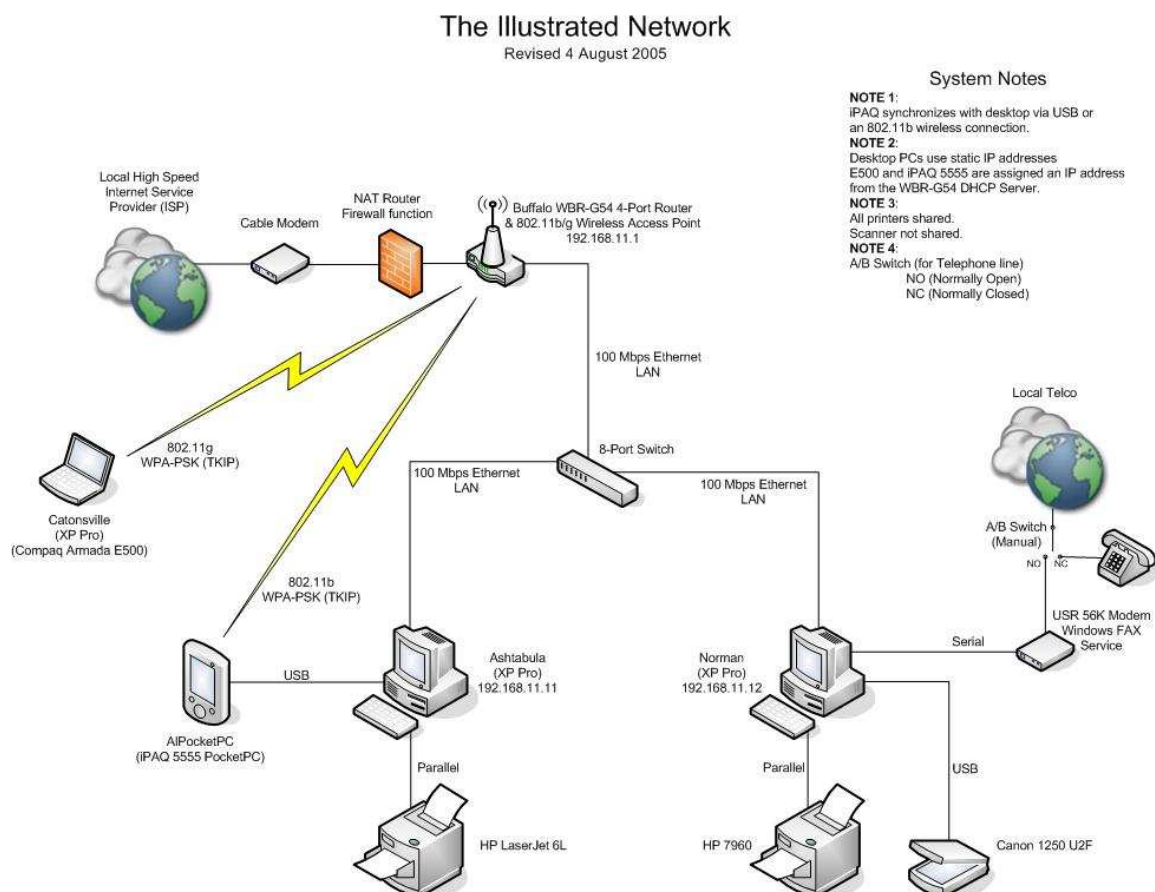 The Illustrated Network
Revised 4 August 2005
System Notes
NOTE 1:
iPAQ synchronizes with desktop via USB or
an 802.11b wireless connection.
NOTE 2:
Desktop PCs use static IP addresses
E500 and iPAQ 5555 are assigned an IP address
from the WBR-G54 DHCP Server.
NOTE 3:
All printers shared.
Scanner not shared.
NOTE 4:
A/B Switch (for Telephone line)
NO (Normally Open)
NC (Normally Closed)
Local High Speed
Internet Service
Provider (ISP)
Cable Modem
NAT Router
Firewall function
Buffalo WBR-G54 4-Port Router
& 802.11b/g Wireless Access Point
192.168.11.1
100 Mbps Ethernet
LAN
Local Telco
802.11g
WPA-PSK (TKIP)
8-Port Switch
100 Mbps Ethernet
LAN
100 Mbps Ethernet
LAN
Catonsville
(XP Pro)
(Compaq Armada E500)
A/B Switch
(Manual)
NO
NC
802.11b
WPA-PSK (TKIP)
USR 56K Modem
Windows FAX
Service
Serial
USB
Ashtabula
(XP Pro)
192.168.11.11
Norman
(XP Pro)
192.168.11.12
AlPocketPC
(iPAQ 5555 PocketPC)
Parallel
Parallel
USB
HP LaserJet 6L
HP 7960
Canon 1250 U2F